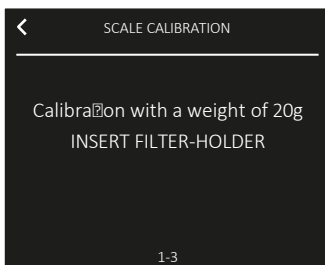 SCALE CALIBRATION
Calibra�on with a weight of 20g
INSERT FILTER-HOLDER
1-3